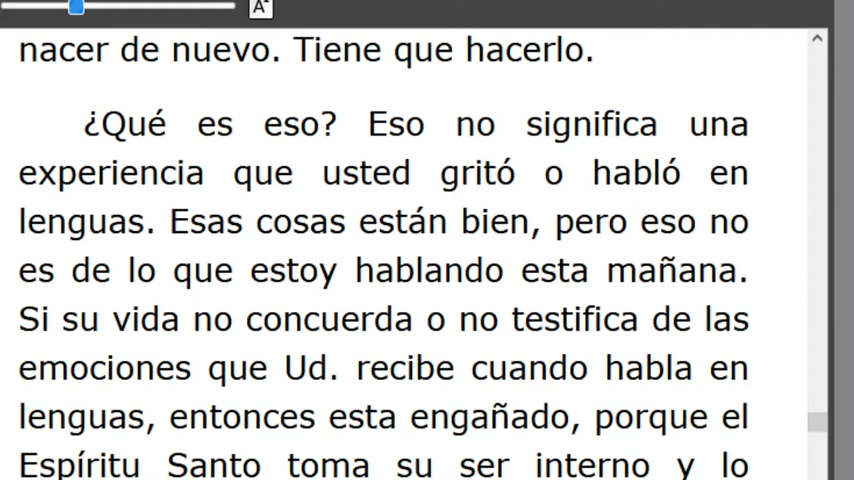 A
nacer de nuevo. Tiene que hacerlo.
¿Qué es eso? Eso no significa una
experiencia que usted gritó o habló en
lenguas. Esas cosas están bien, pero eso no
es de lo que estoy hablando esta mañana.
Si su vida no concuerda o no testifica de las
emociones que Ud. recibe cuando habla en
lenguas, entonces esta engañado, porque el
Espíritu Santo toma su ser interno y lo